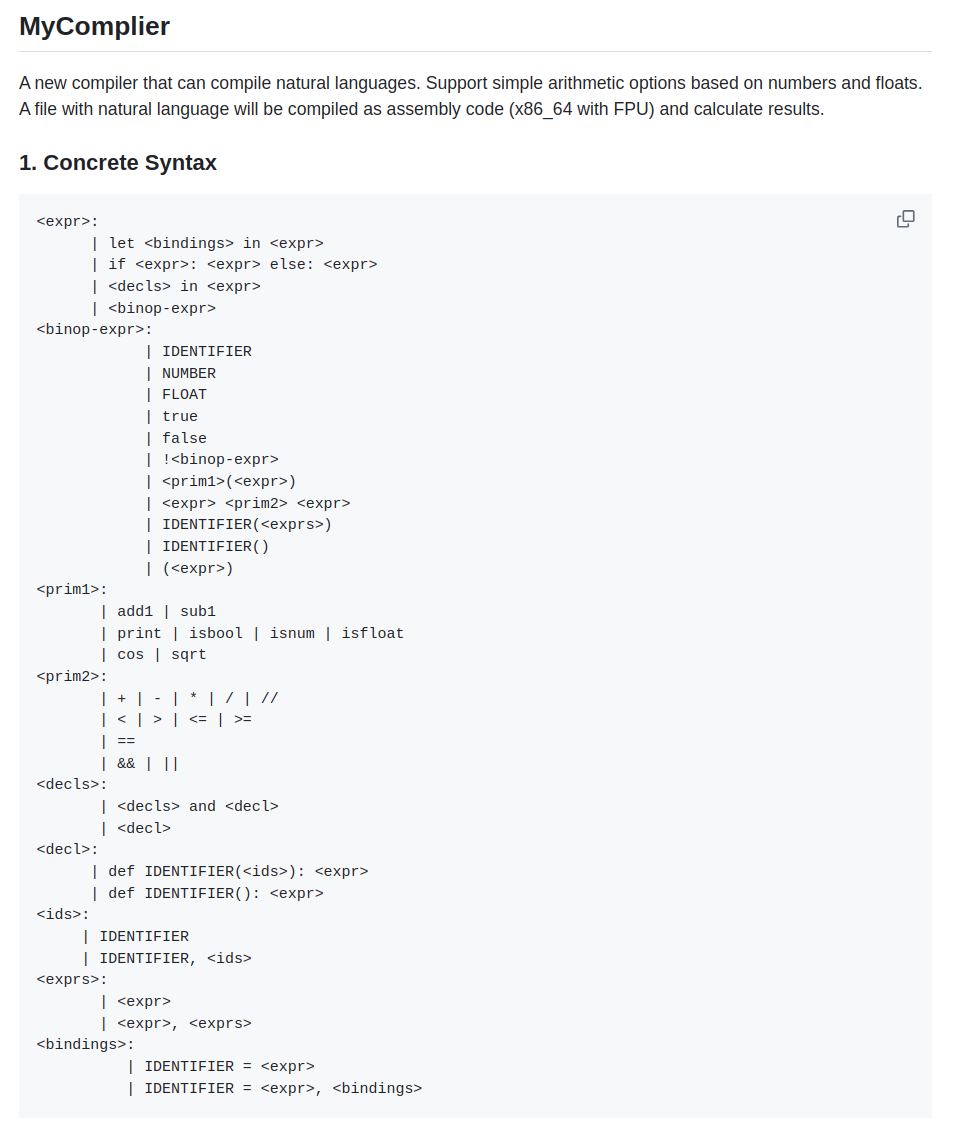 MyComplier
A new compiler that can compile natural languages. Support simple arithmetic options based on numbers and floats.
A file with natural language will be compiled as assembly code (x86_64 with FPU) and calculate results.
1. Concrete Syntax
<expr>:
      | let <bindings> in <expr>
      | if <expr>: <expr> else: <expr>
      | <decls> in <expr>
      | <binop-expr>
<binop-expr>:
            | IDENTIFIER
            | NUMBER
            | FLOAT
            | true
            | false
            | !<binop-expr>
            | <prim1>(<expr>)
            | <expr> <prim2> <expr>
            | IDENTIFIER(<exprs>)
            | IDENTIFIER()
            | (<expr>)
<prim1>:
       | add1 | sub1
       | print | isbool | isnum | isfloat
       | cos | sqrt
<prim2>:
       | + | - | * | / | //
       | < | > | <= | >=
       | ==
       | && | ||
<decls>:
       | <decls> and <decl>
       | <decl>
<decl>:
      | def IDENTIFIER(<ids>): <expr>
      | def IDENTIFIER(): <expr>
<ids>:
     | IDENTIFIER
     | IDENTIFIER, <ids>
<exprs>:
       | <expr>
       | <expr>, <exprs>
<bindings>:
          | IDENTIFIER = <expr>
          | IDENTIFIER = <expr>, <bindings>